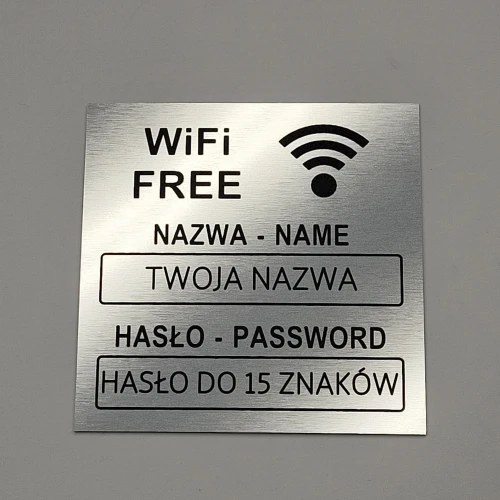 WiFi
FREE
NAZWA - NAME
TWOJA NAZWA
HASŁO - PASSWORD
HASŁO DO 15 ZNAKÓW